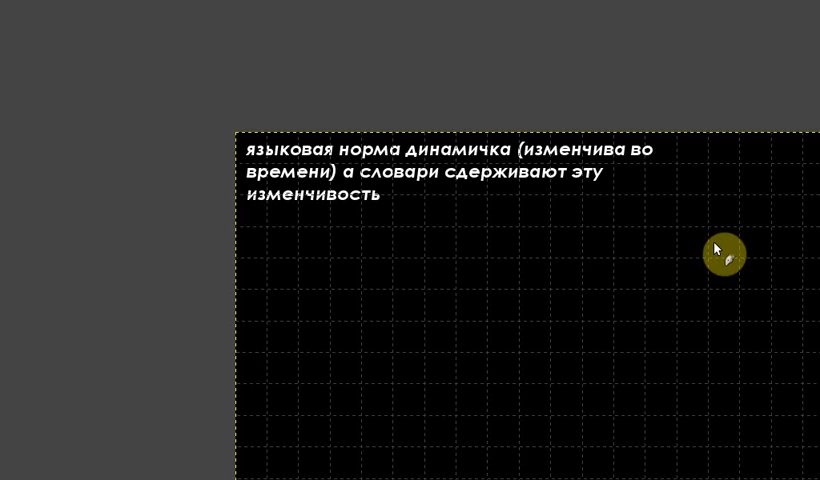 языковая норма динамичка (изменчива во
времени) а словари сдерживают эту
изменчивость